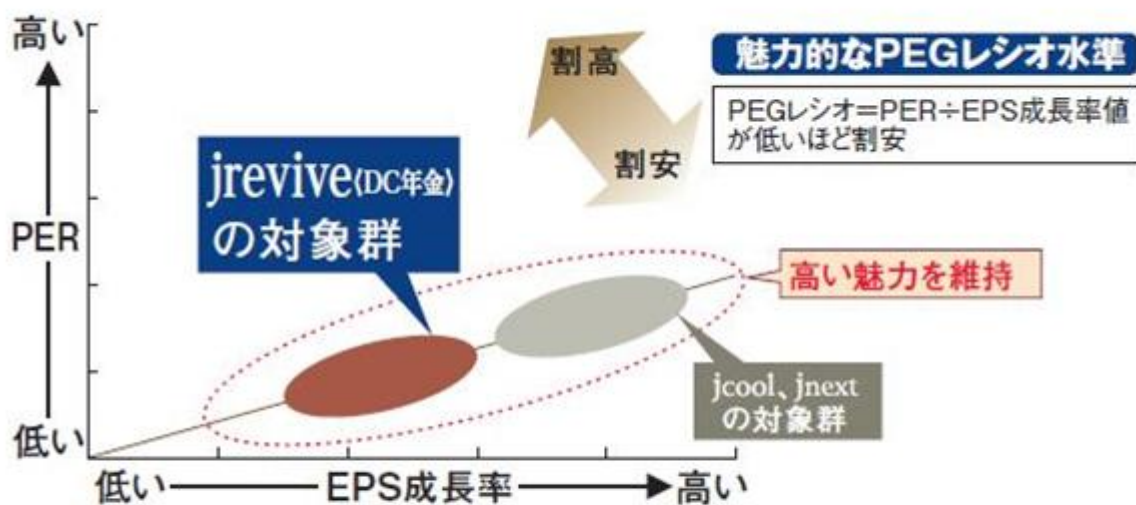 高い
PER
低い
低い
EPS成長率
高い
割高
割安
魅力的なPEGレシオ水準
PEGレシオ=PER÷EPS成長率値
が低いほど割安
jrevive〈DC年金〉
の対象群
高い魅力を維持
jcool、jnext
の対象群